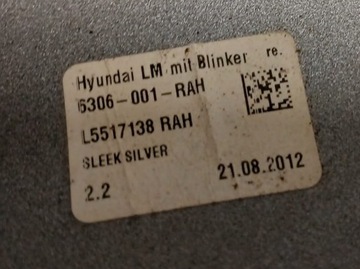 Hyundai LM mit Blinker re.
6306-001-RAH
L5517138 RAH
SLEEK SILVER
2.2 21.08.2012